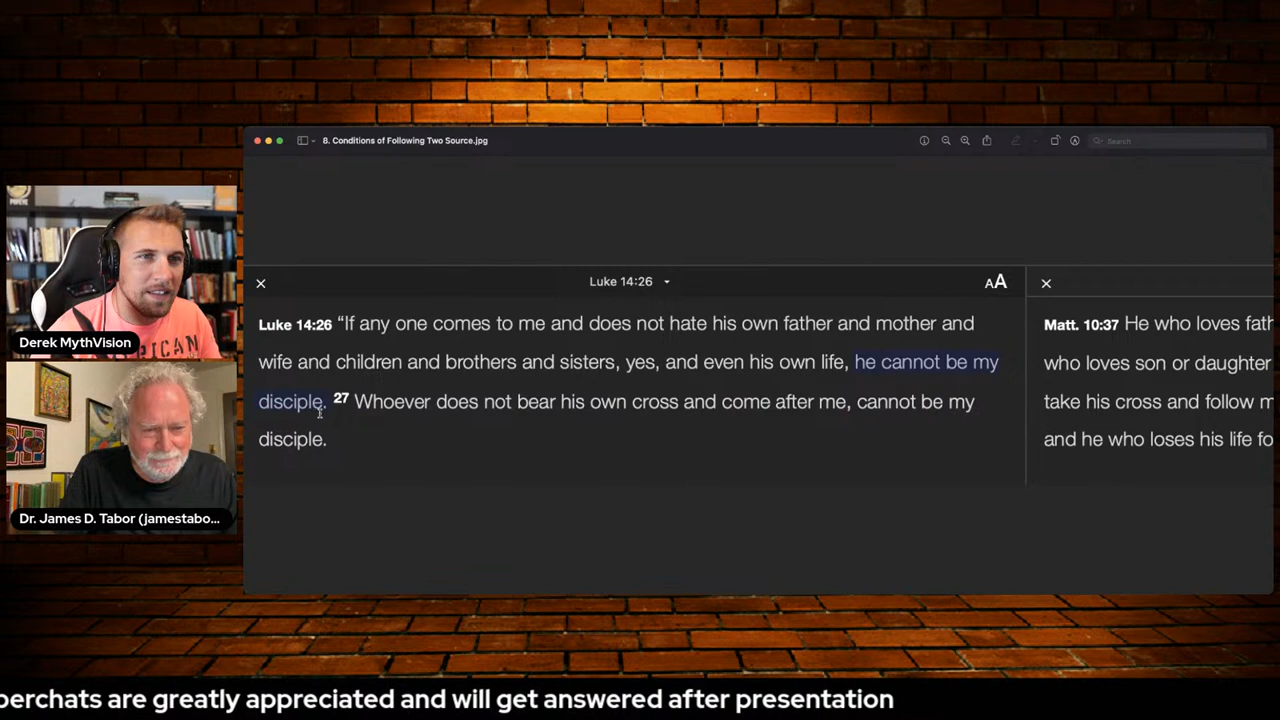 8. Conditions of Following Two Source.jpg
Search
Luke 14:26
AA
Luke 14:26 “If any one comes to me and does not hate his own father and mother and
wife and children and brothers and sisters, yes, and even his own life, he cannot be my
disciple. 27 Whoever does not bear his own cross and come after me, cannot be my
disciple.
Matt. 10:37 He who loves fath
who loves son or daughter
take his cross and follow m
and he who loses his life fo
Derek MythVision
Dr. James D. Tabor (jamestabo...
perchats are greatly appreciated and will get answered after presentation